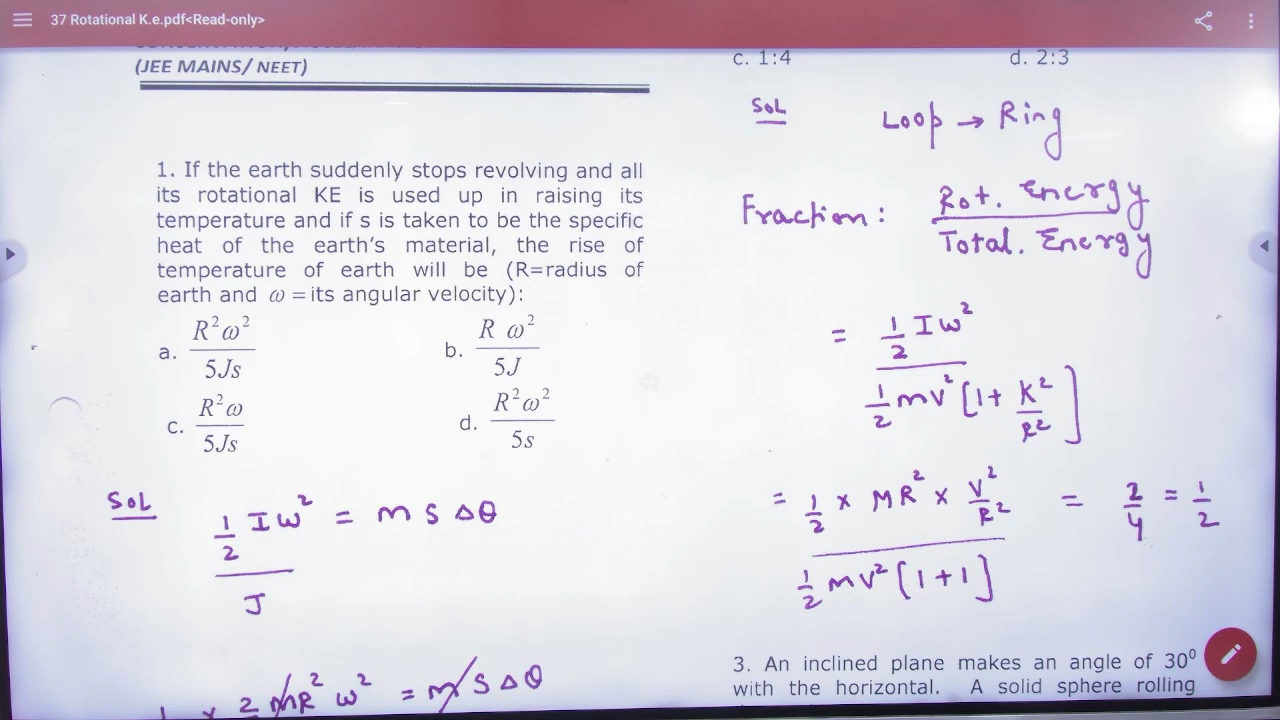 37 Rotational K.e.pdf<Read-only>
(JEE MAINS/ NEET)
1. If the earth suddenly stops revolving and all
its rotational KE is used up in raising its
temperature and if s is taken to be the specific
heat of the earth's material, the rise of
temperature of earth will be (R=radius of
earth and ω =its angular velocity):
a. R²ω² / 5Js
b. R ω² / 5J
c. R²ω / 5Js
d. R²ω² / 5s
Sol
½ Iω² / J = m s Δθ
mR² ω² = m s Δθ
c. 1:4 d. 2:3
Sol Loop → Ring
Fraction : Rot. Energy / Total. Energy
= ½ Iω² / ½ mv² [1 + K²/R²]
= ½ × MR² × V²/R² / ½ mv² [1+1] = 2/4 = 1/2
3. An inclined plane makes an angle of 30⁰
with the horizontal. A solid sphere rolling